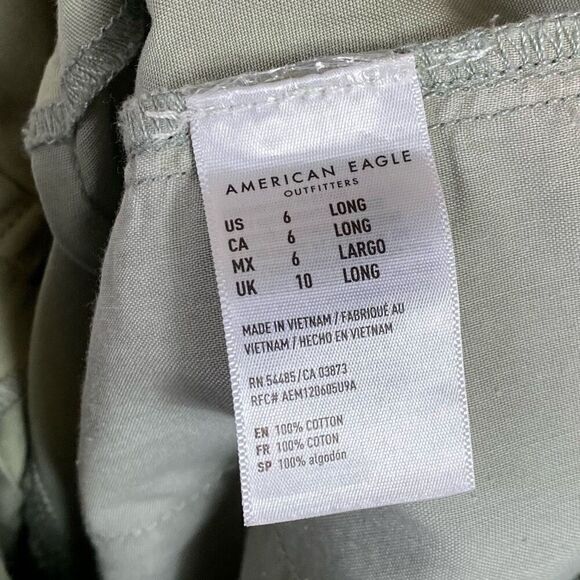 AMERICAN EAGLE
OUTFITTERS
US 6 LONG
CA 6 LONG
MX 6 LARGO
UK 10 LONG
MADE IN VIETNAM / FABRIQUÉ AU
VIETNAM / HECHO EN VIETNAM
RN 54485 / CA 03873
RFC# AEM120605U9A
EN 100% COTTON
FR 100% COTON
SP 100% algodón